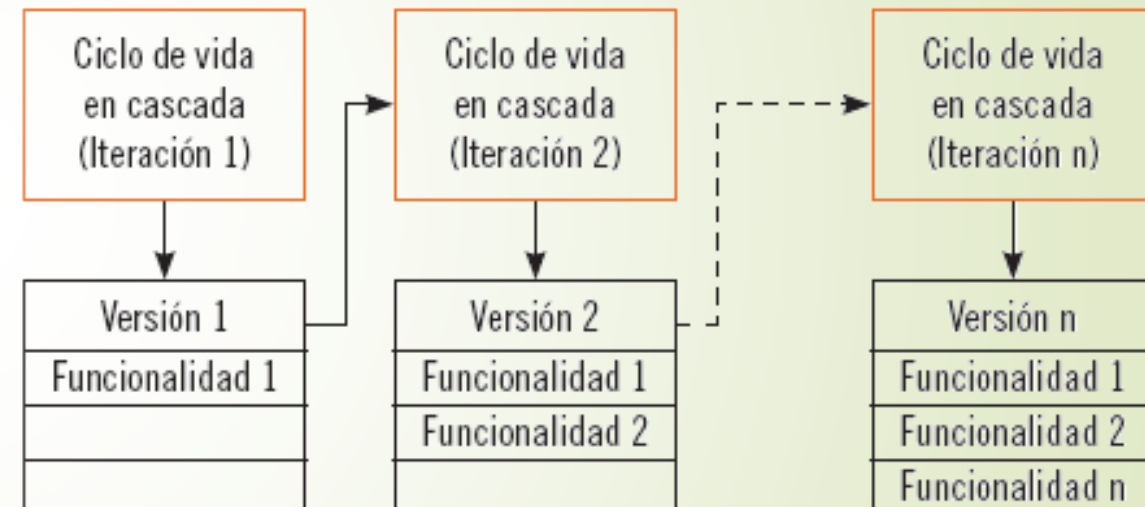 Ciclo de vida
en cascada
(Iteración 1)
Ciclo de vida
en cascada
(Iteración 2)
Ciclo de vida
en cascada
(Iteración n)
Versión 1
Funcionalidad 1
Versión 2
Funcionalidad 1
Funcionalidad 2
Versión n
Funcionalidad 1
Funcionalidad 2
Funcionalidad n